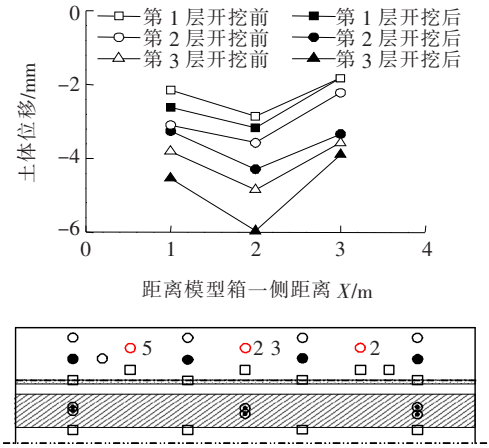 0
第 1 层开挖前
第 1 层开挖后
第 2 层开挖前
第 2 层开挖后
第 3 层开挖前
第 3 层开挖后
−2
−4
−6
土体位移/mm
0
1
2
3
4
距离模型箱一侧距离 X/m
5
2 3
2